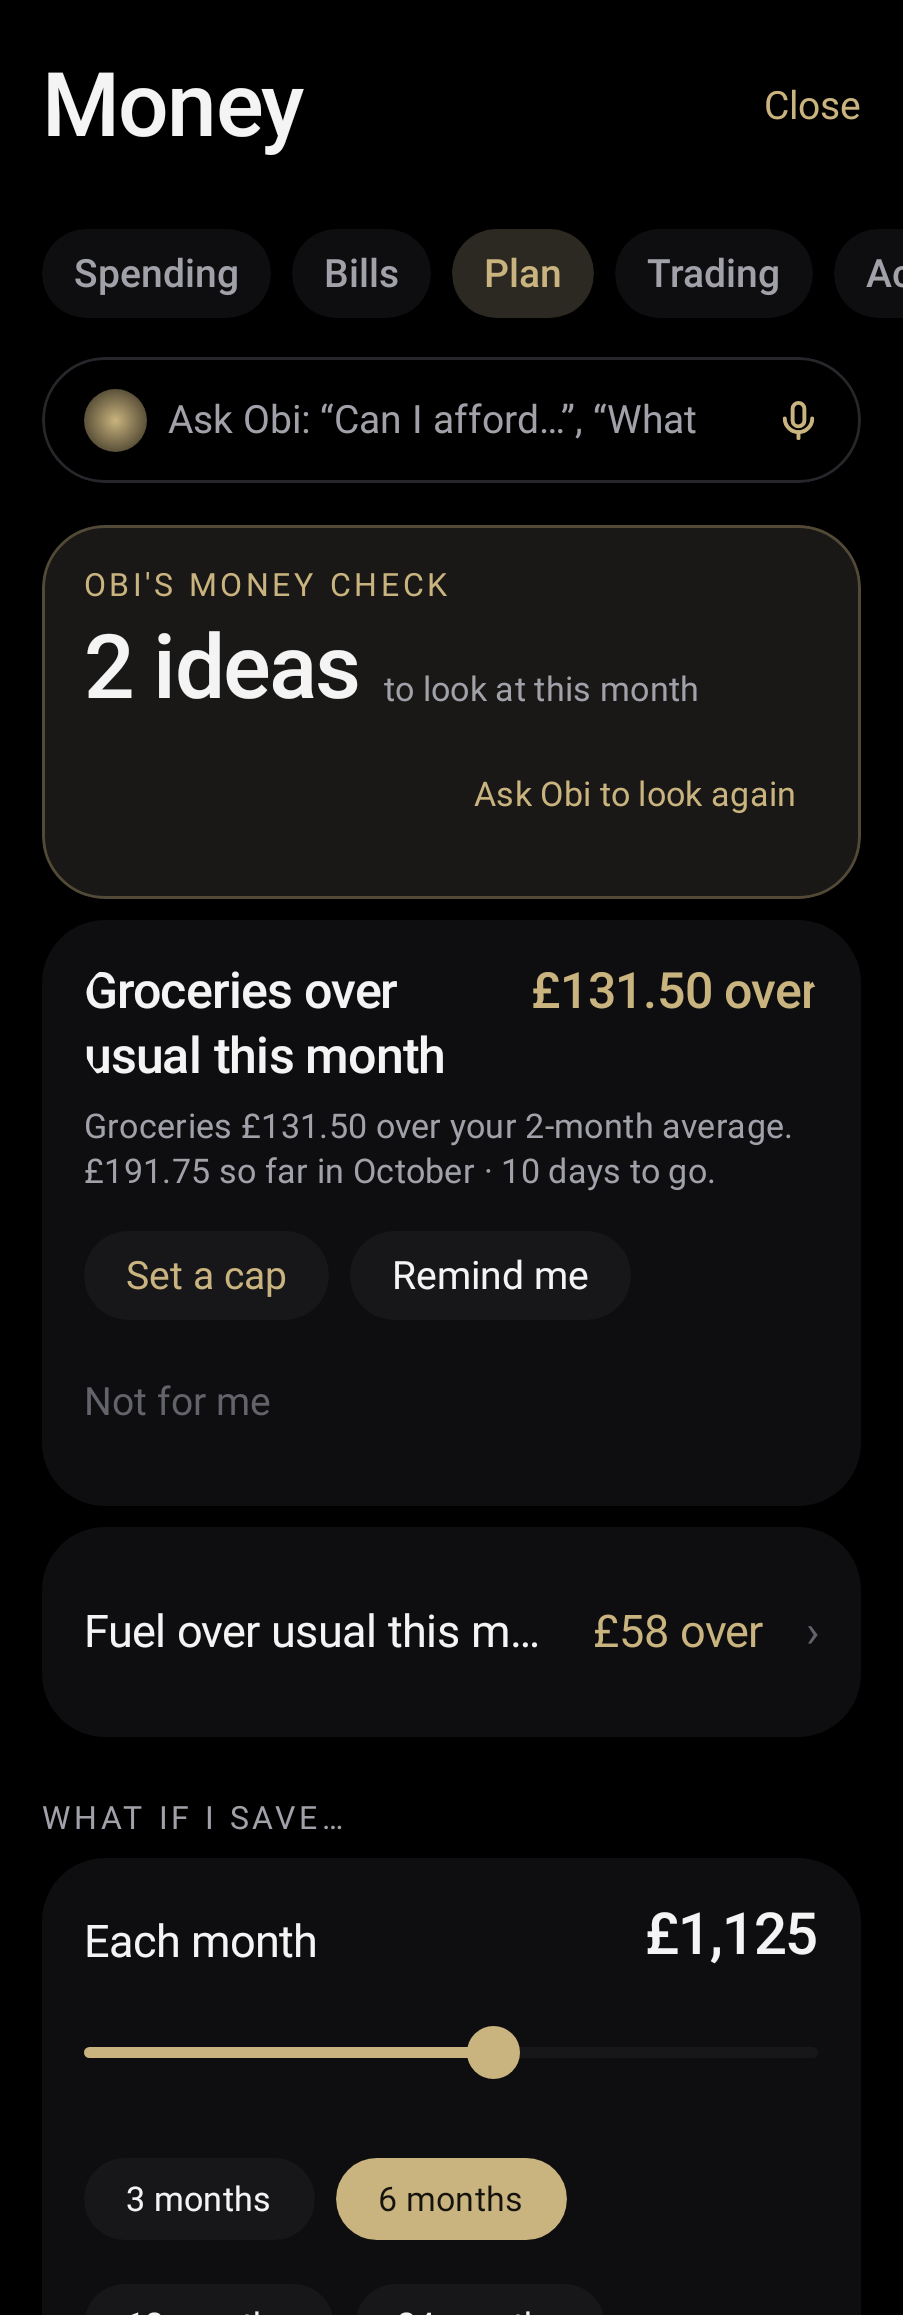 Money
Close
Spending
Bills
Plan
Trading
Ask Obi: “Can I afford…”, “What
OBI'S MONEY CHECK
2 ideas to look at this month
Ask Obi to look again
Groceries over
usual this month
£131.50 over
Groceries £131.50 over your 2-month average.
£191.75 so far in October · 10 days to go.
Set a cap
Remind me
Not for me
Fuel over usual this m…
£58 over
›
WHAT IF I SAVE…
Each month
£1,125
3 months
6 months